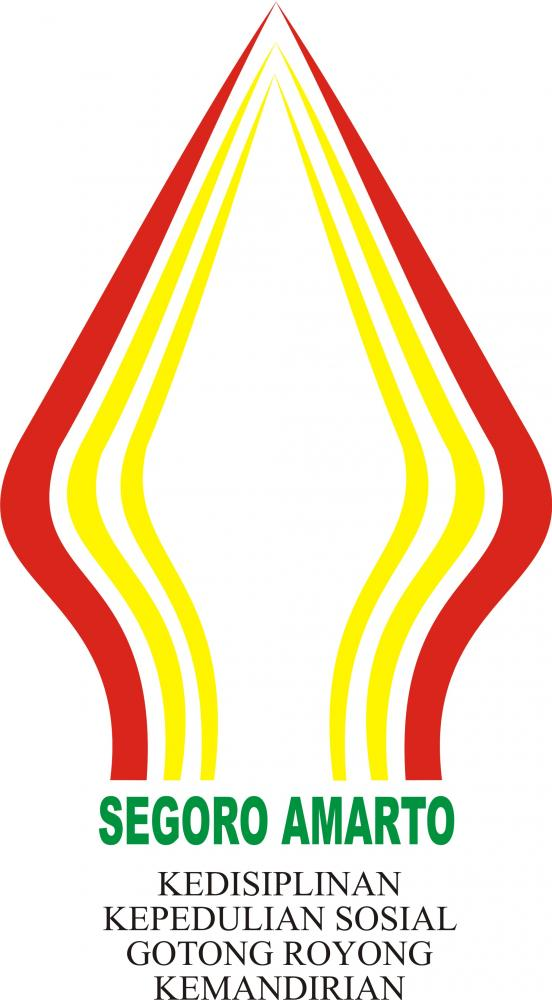 SEGORO AMARTO
KEDISIPLINAN
KEPEDULIAN SOSIAL
GOTONG ROYONG
KEMANDIRIAN